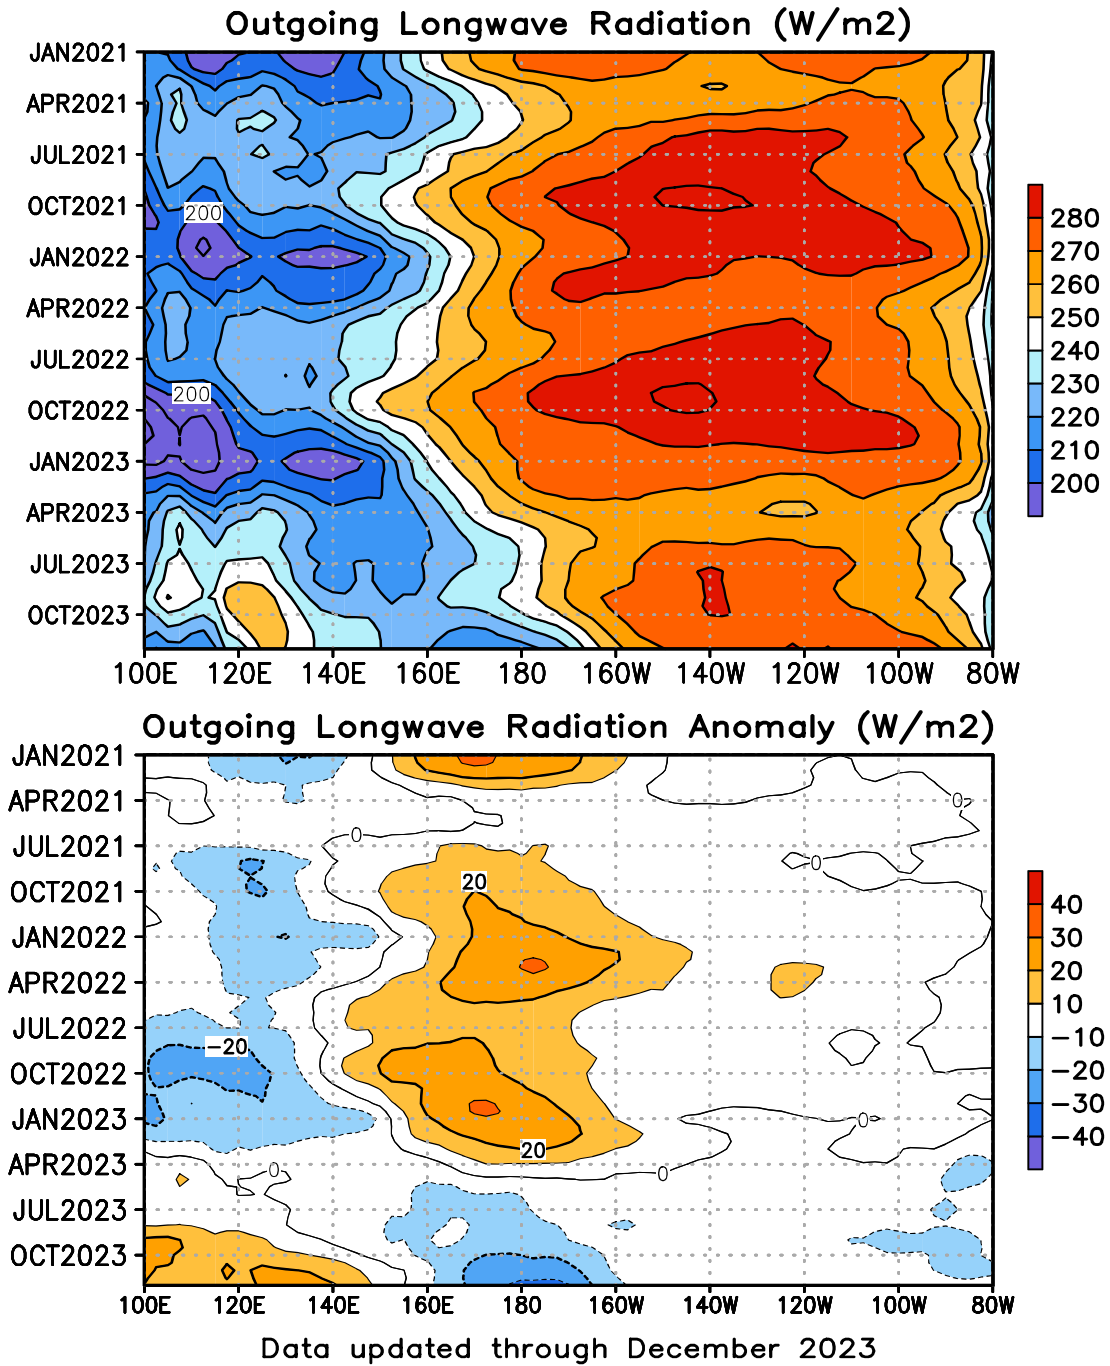 Outgoing Longwave Radiation (W/m2)
JAN2021
APR2021
JUL2021
OCT2021
JAN2022
APR2022
JUL2022
OCT2022
JAN2023
APR2023
JUL2023
OCT2023
200
200
100E 120E 140E 160E 180 160W 140W 120W 100W 80W
280
270
260
250
240
230
220
210
200
Outgoing Longwave Radiation Anomaly (W/m2)
JAN2021
APR2021
JUL2021
OCT2021
JAN2022
APR2022
JUL2022
OCT2022
JAN2023
APR2023
JUL2023
OCT2023
0
0
0
20
-20
0
20
0
0
100E 120E 140E 160E 180 160W 140W 120W 100W 80W
40
30
20
10
-10
-20
-30
-40
Data updated through December 2023